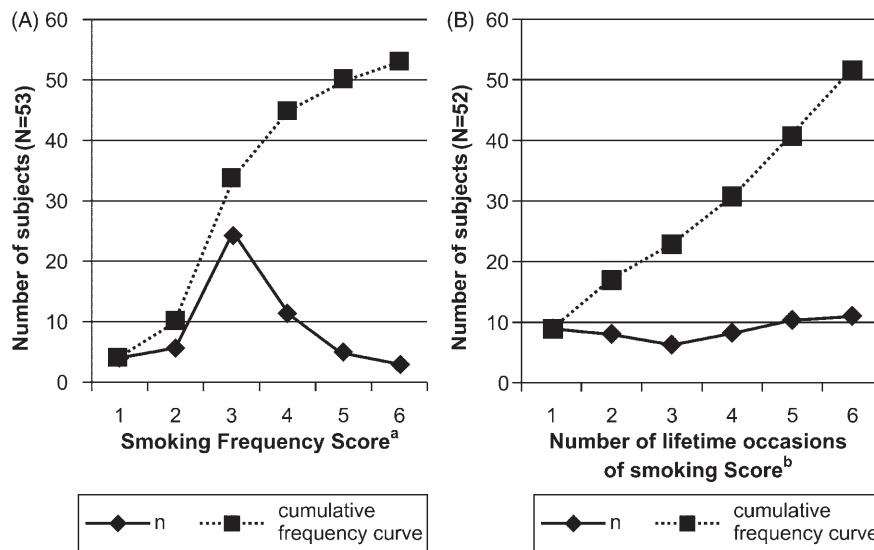 (A)
60
50
40
30
20
10
0
Number of subjects (N=53)
1 2 3 4 5 6
Smoking Frequency Scoreᵃ
n
cumulative
frequency curve
(B)
60
50
40
30
20
10
0
Number of subjects (N=52)
1 2 3 4 5 6
Number of lifetime occasions
of smoking Scoreᵇ
n
cumulative
frequency curve